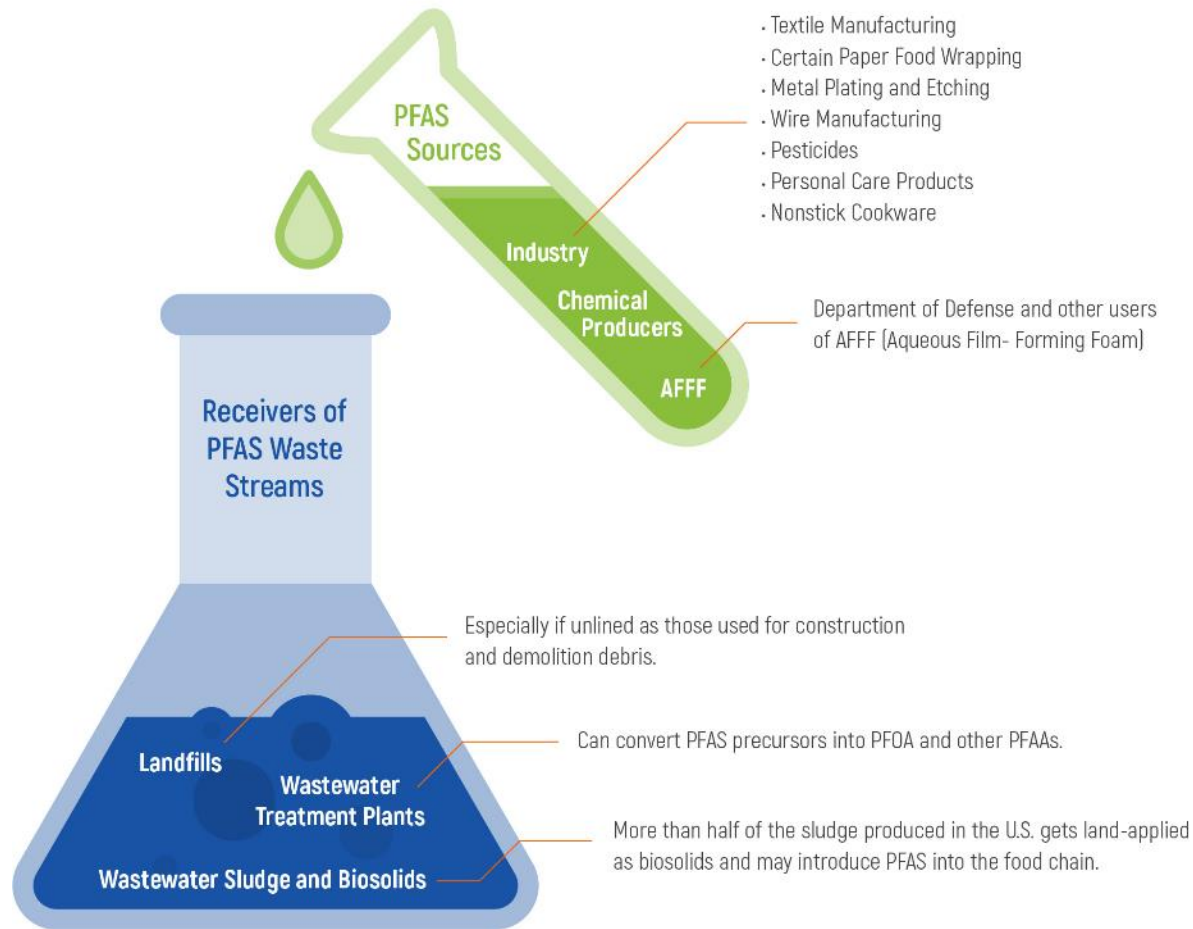 PFAS
Sources
· Textile Manufacturing
· Certain Paper Food Wrapping
· Metal Plating and Etching
· Wire Manufacturing
· Pesticides
· Personal Care Products
· Nonstick Cookware
Industry
Chemical
Producers
AFFF
Department of Defense and other users
of AFFF (Aqueous Film- Forming Foam)
Receivers of
PFAS Waste
Streams
Especially if unlined as those used for construction
and demolition debris.
Landfills
Can convert PFAS precursors into PFOA and other PFAAs.
Wastewater
Treatment Plants
More than half of the sludge produced in the U.S. gets land-applied
as biosolids and may introduce PFAS into the food chain.
Wastewater Sludge and Biosolids